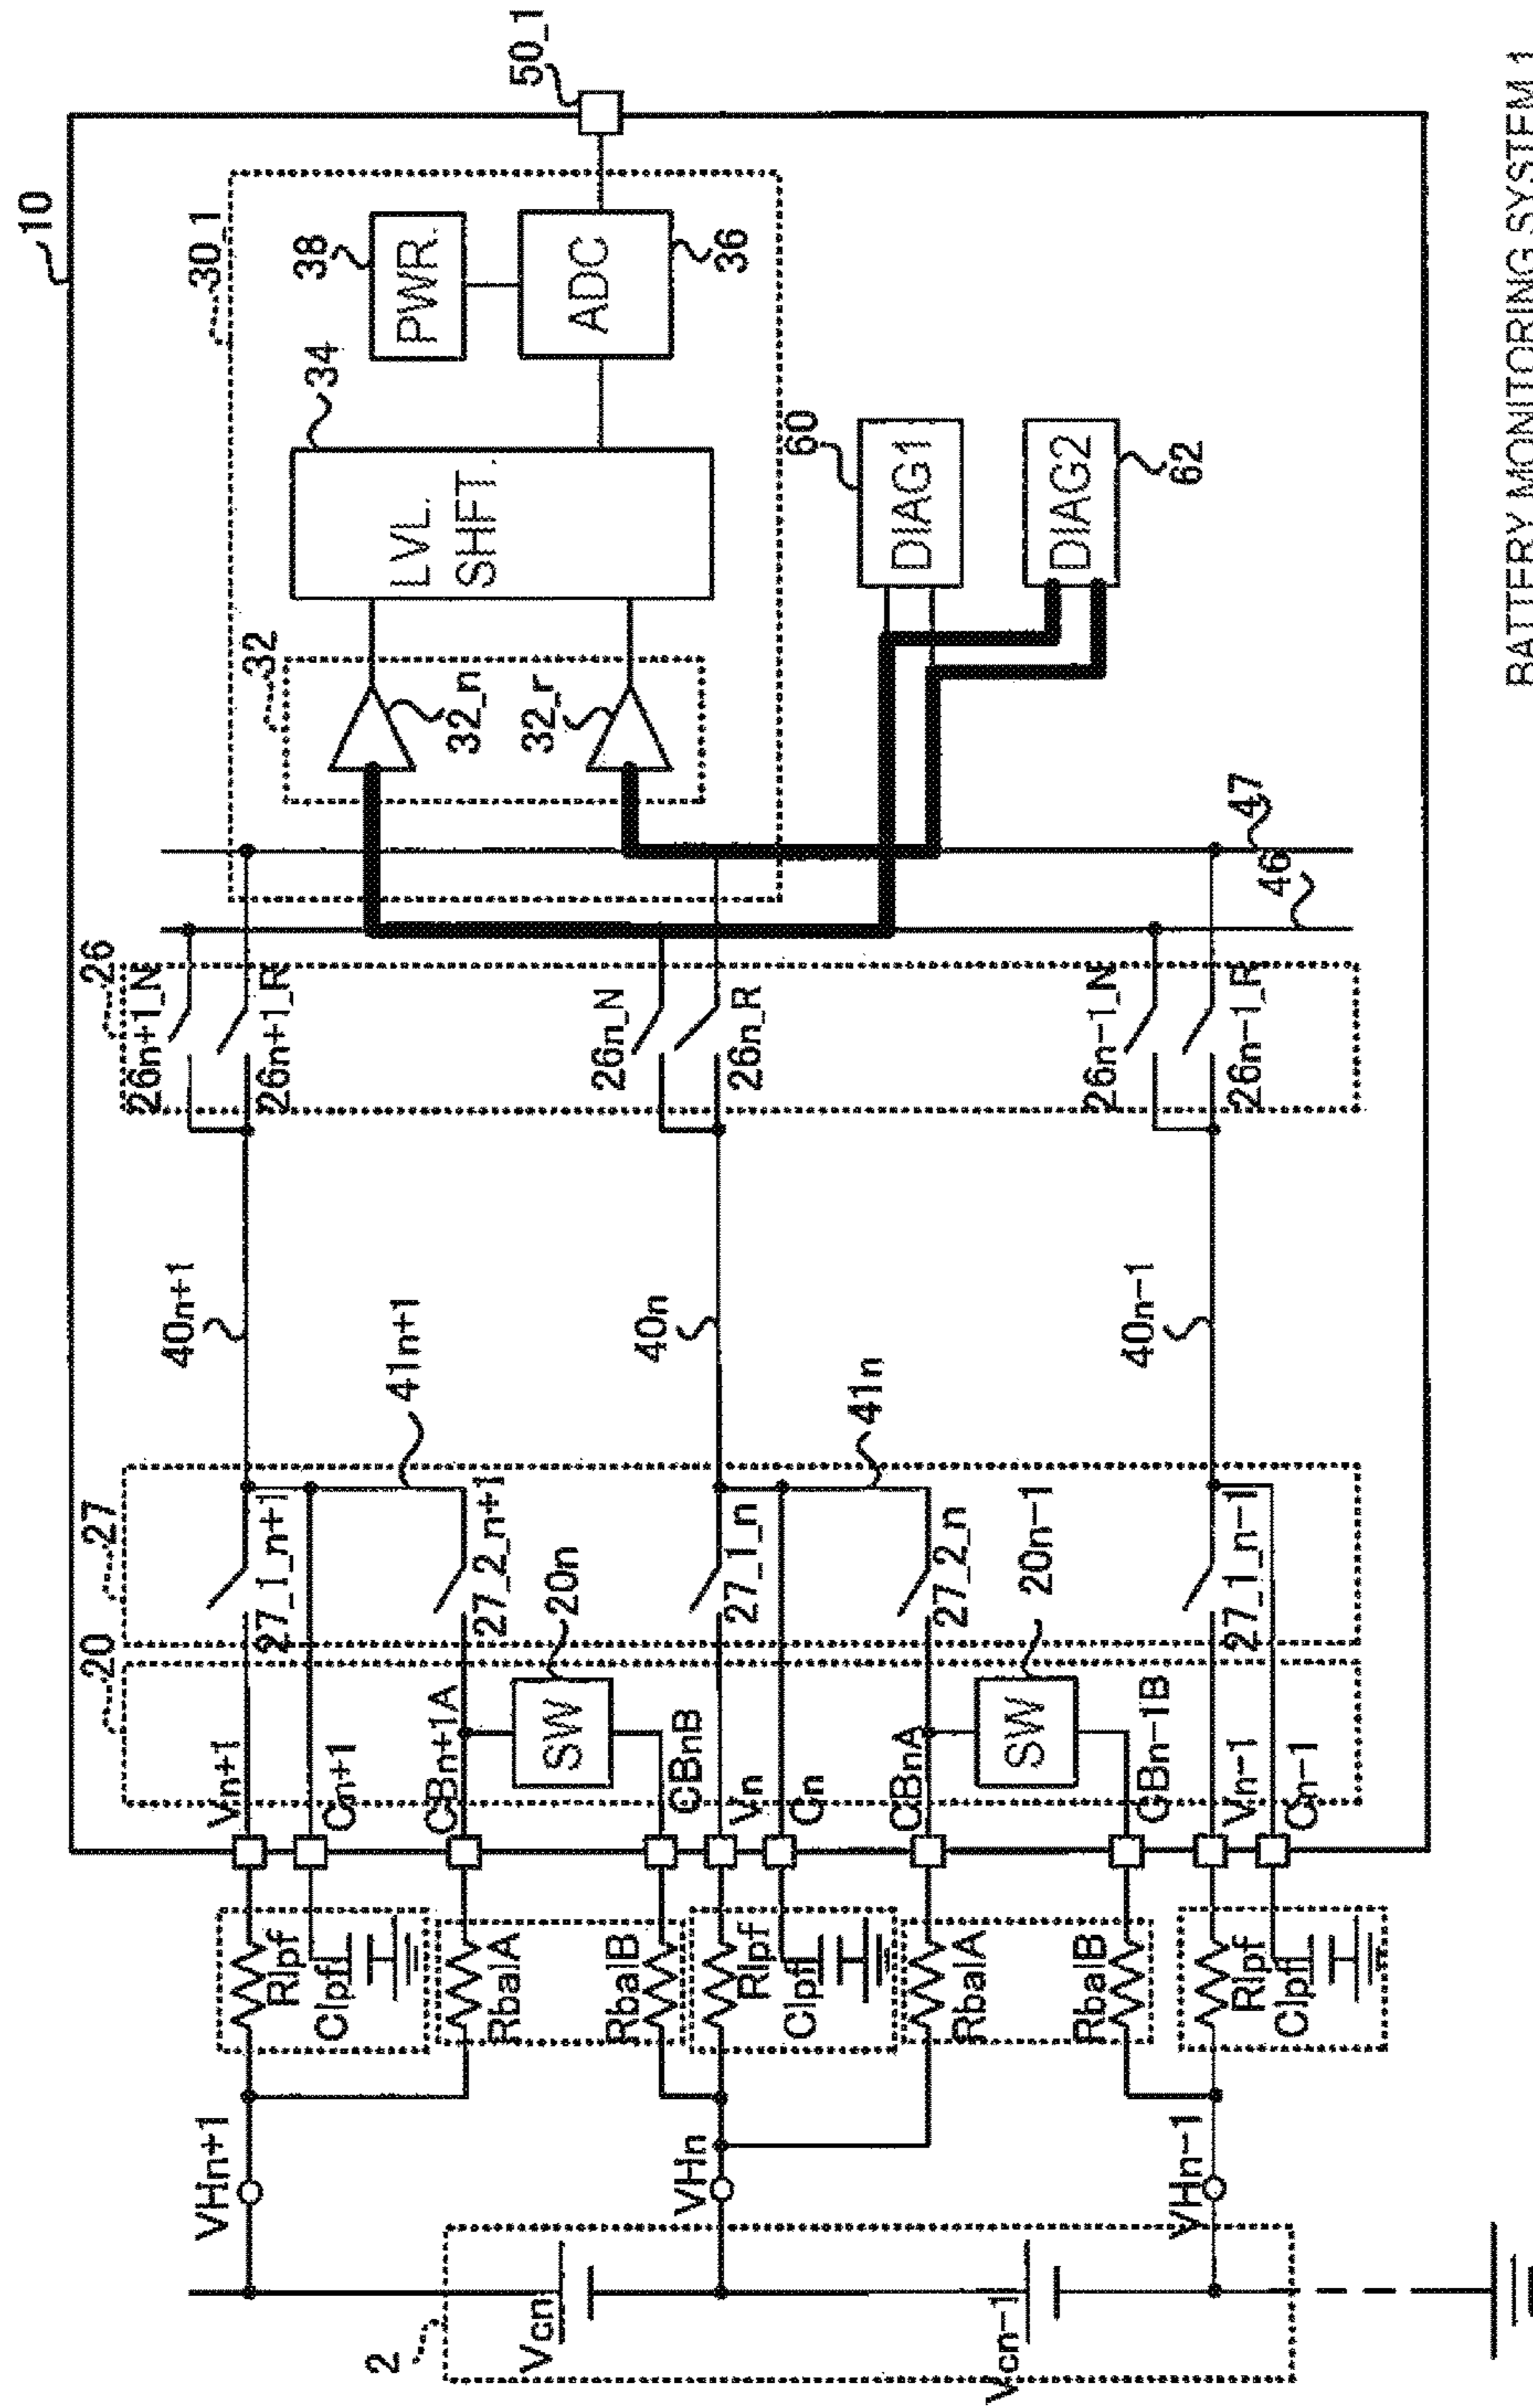 10
50_1
30_1
38
PWR.
ADC
36
34
LVL.
SHFT.
32
32_n
32_r
60
DIAG1
DIAG2
62
47
46
26
26n+1_N
26n+1_R
26n_N
26n_R
26n-1_N
26n-1_R
40n+1
41n+1
40n
41n
40n-1
27
27_1_n+1
27_2_n+1
27_1_n
27_2_n
27_1_n-1
20
20n
20n-1
SW
SW
Vn+1
Cn+1
CBn+1A
CBnB
Vn
Cn
CBnA
CBn-1B
Vn-1
Cn-1
Rlpf
Clpf
RbalA
RbalB
Rlpf
Clpf
RbalA
RbalB
Rlpf
Clpf
VHn+1
VHn
VHn-1
2
Vcn
Vcn-1
BATTERY MONITORING SYSTEM 1